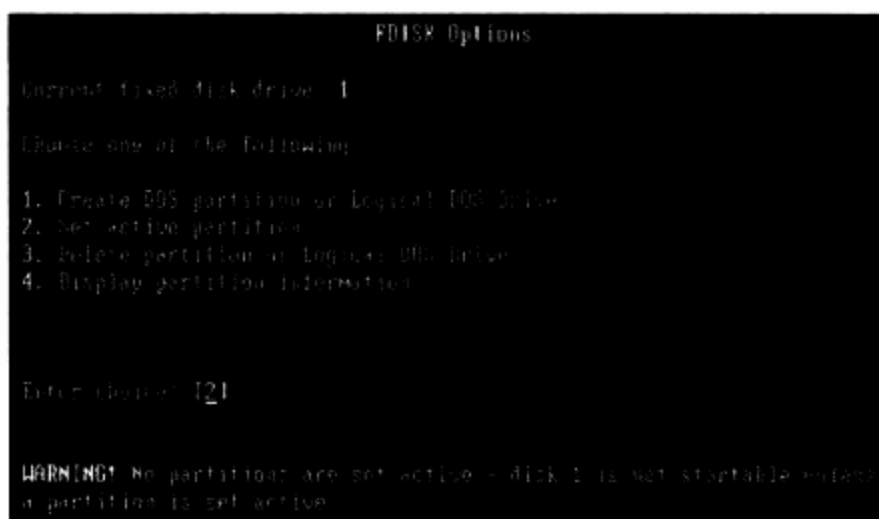 FDISK Options
Current fixed disk drive: 1
Choose one of the following:
1. Create DOS partition or Logical DOS Drive
2. Set active partition
3. Delete partition or Logical DOS Drive
4. Display partition information
Enter choice: [2]
WARNING! No partitions are set active - disk 1 is not startable unless
a partition is set active